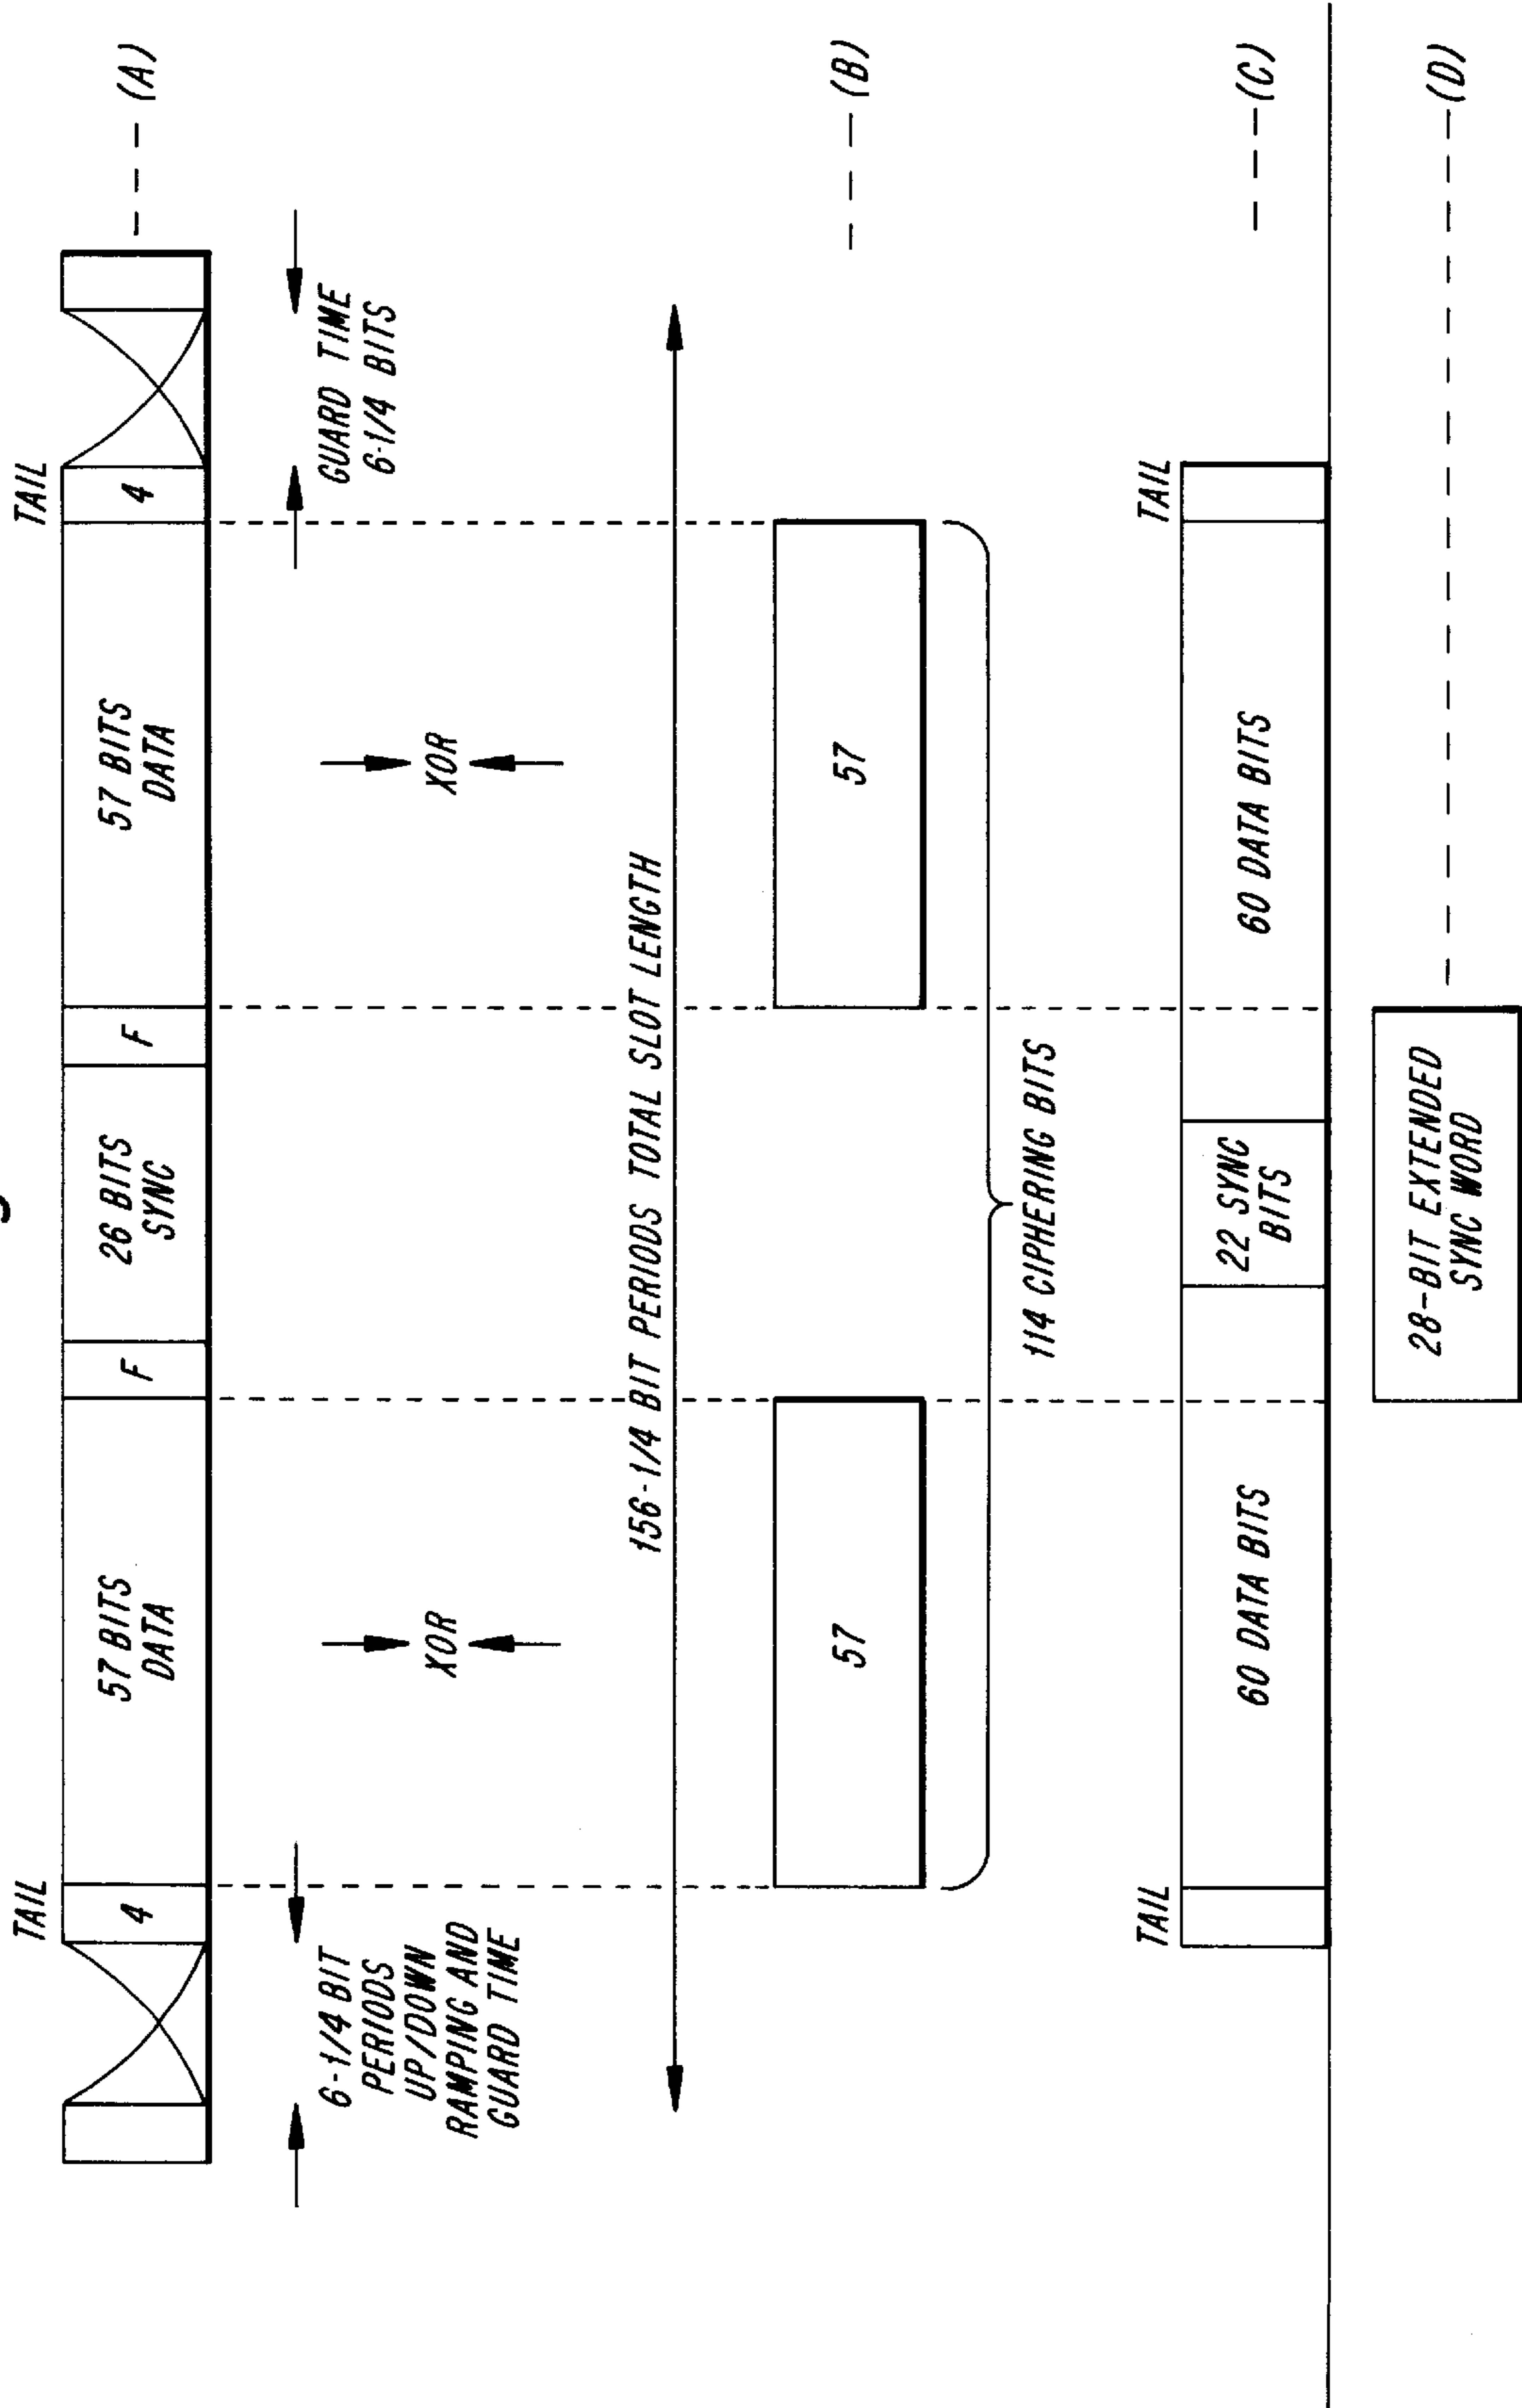 TAIL
TAIL
4
57 BITS
DATA
F
26 BITS
SYNC
F
57 BITS
DATA
4
(A)
6-1/4 BIT
PERIODS
UP/DOWN
RAMPING AND
GUARD TIME
GUARD TIME
6-1/4 BITS
XOR
XOR
156-1/4 BIT PERIODS TOTAL SLOT LENGTH
57
57
(B)
114 CIPHERING BITS
TAIL
TAIL
60 DATA BITS
22 SYNC
BITS
60 DATA BITS
(C)
28-BIT EXTENDED
SYNC WORD
(D)